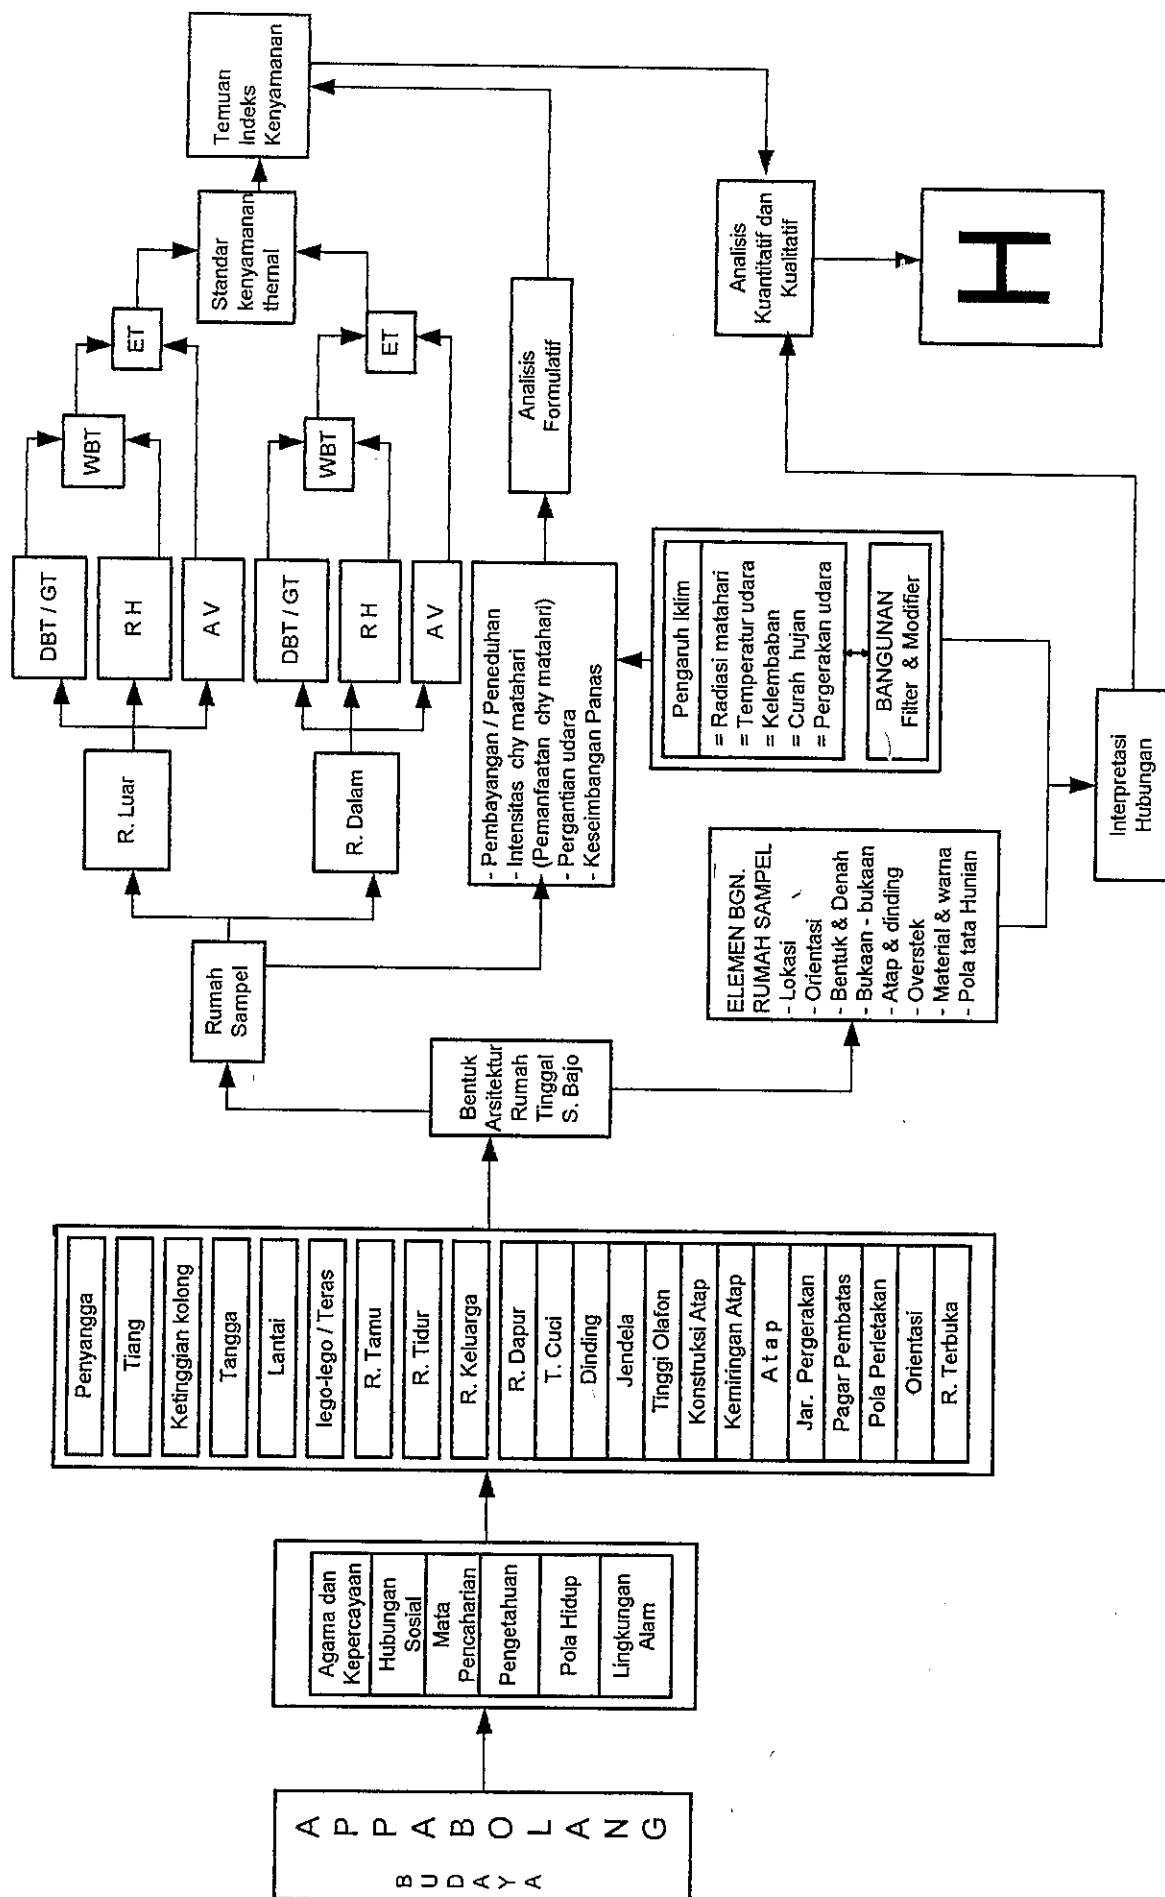 BUDAYA
APPABOLANG
Agama dan
Kepercayaan
Hubungan
Sosial
Mata
Pencaharian
Pengetahuan
Pola Hidup
Lingkungan
Alam
Penyangga
Tiang
Ketinggian kolong
Tangga
Lantai
lego-lego / Teras
R. Tamu
R. Tidur
R. Keluarga
R. Dapur
T. Cuci
Dinding
Jendela
Tinggi Olafon
Konstruksi Atap
Kemiringan Atap
A t a p
Jar. Pergerakan
Pagar Pembatas
Pola Perletakan
Orientasi
R. Terbuka
Bentuk
Arsitektur
Rumah
Tinggal
S. Bajo
Rumah
Sampel
R. Luar
R. Dalam
DBT / GT
R H
A V
DBT / GT
R H
A V
WBT
WBT
ET
ET
Standar
kenyamanan
thernal
Temuan
Indeks
Kenyamanan
- Pembayangan / Peneduhan
- Intensitas chy matahari
(Pemanfaatan chy matahari)
- Pergantian udara
- Keseimbangan Panas
Analisis
Formulatif
Pengaruh Iklim
= Radiasi matahari
= Temperatur udara
= Kelembaban
= Curah hujan
= Pergerakan udara
BANGUNAN
Filter & Modifier
ELEMEN BGN.
RUMAH SAMPEL
- Lokasi
- Orientasi
- Bentuk & Denah
- Bukaan - bukaan
- Atap & dinding
- Overstek
- Material & warna
- Pola tata Hunian
Interpretasi
Hubungan
Analisis
Kuantitatif dan
Kualitatif
H